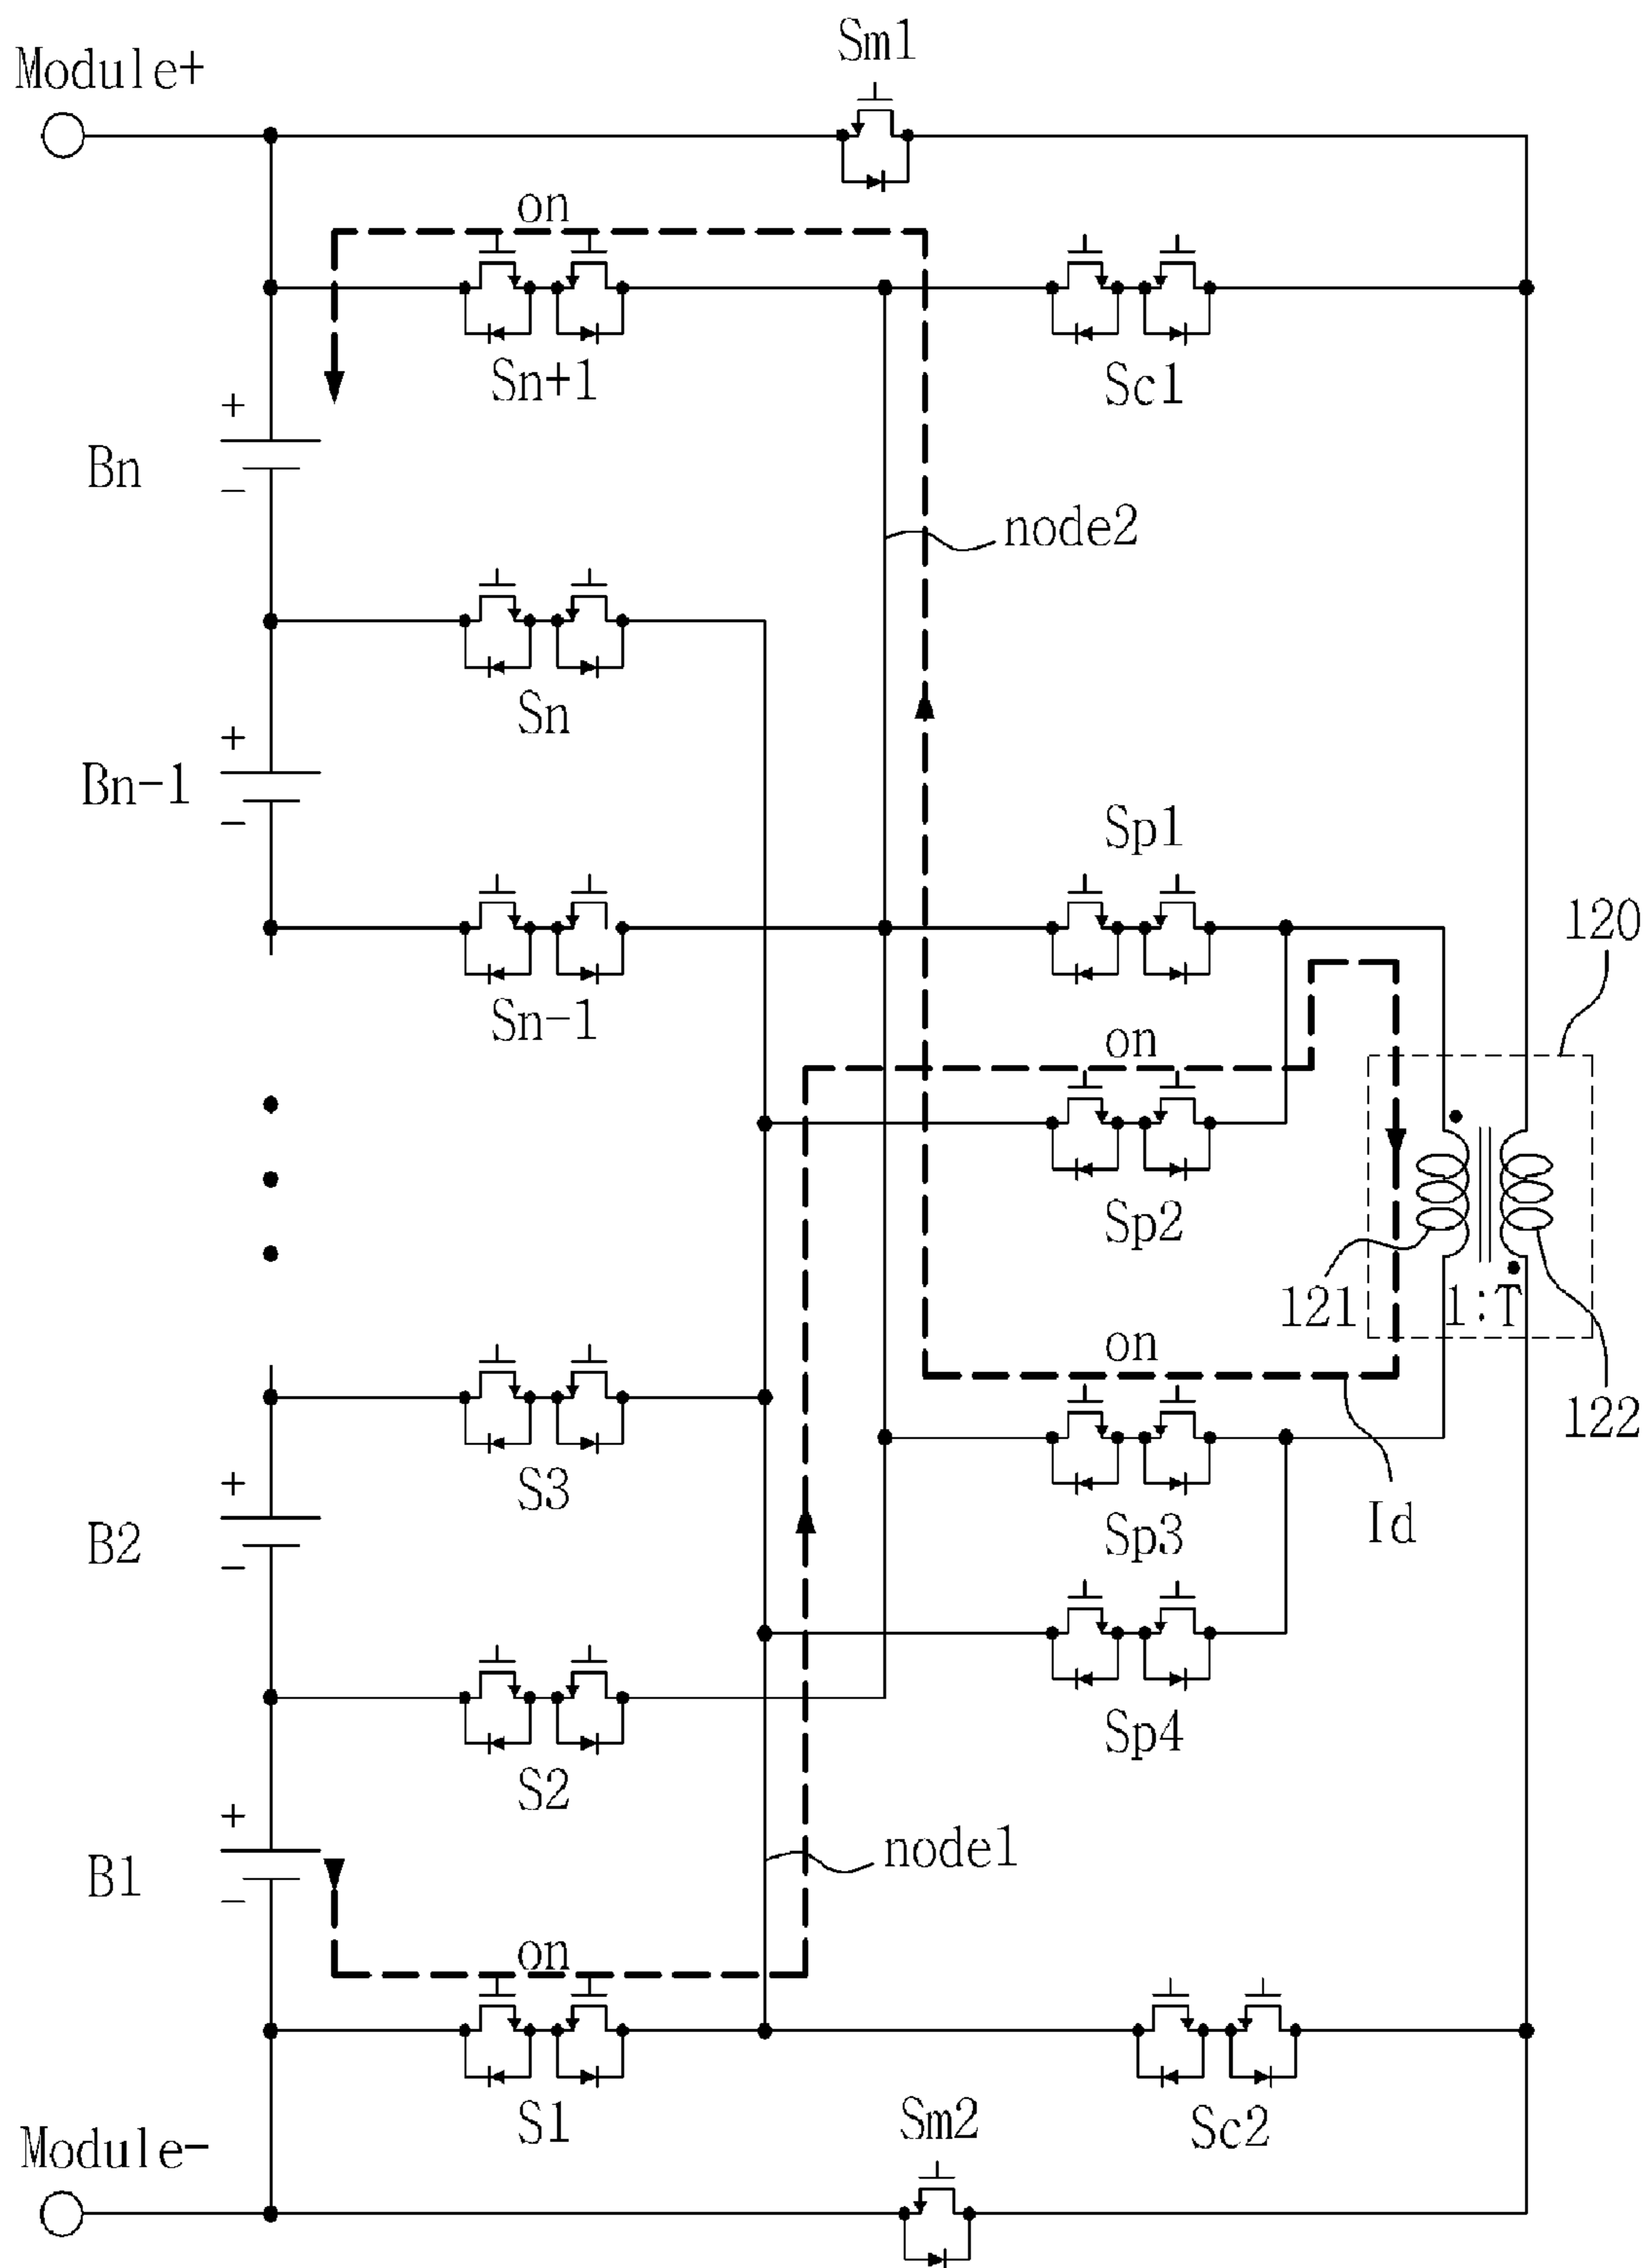 Sm1
Module+
on
Sn+1
Sc1
+
Bn
−
node2
Sn
+
Bn-1
−
Sp1
120
Sn-1
on
Sp2
121
1:T
on
122
S3
+
B2
−
Sp3
Id
Sp4
S2
+
B1
−
node1
on
S1
Sm2
Sc2
Module-